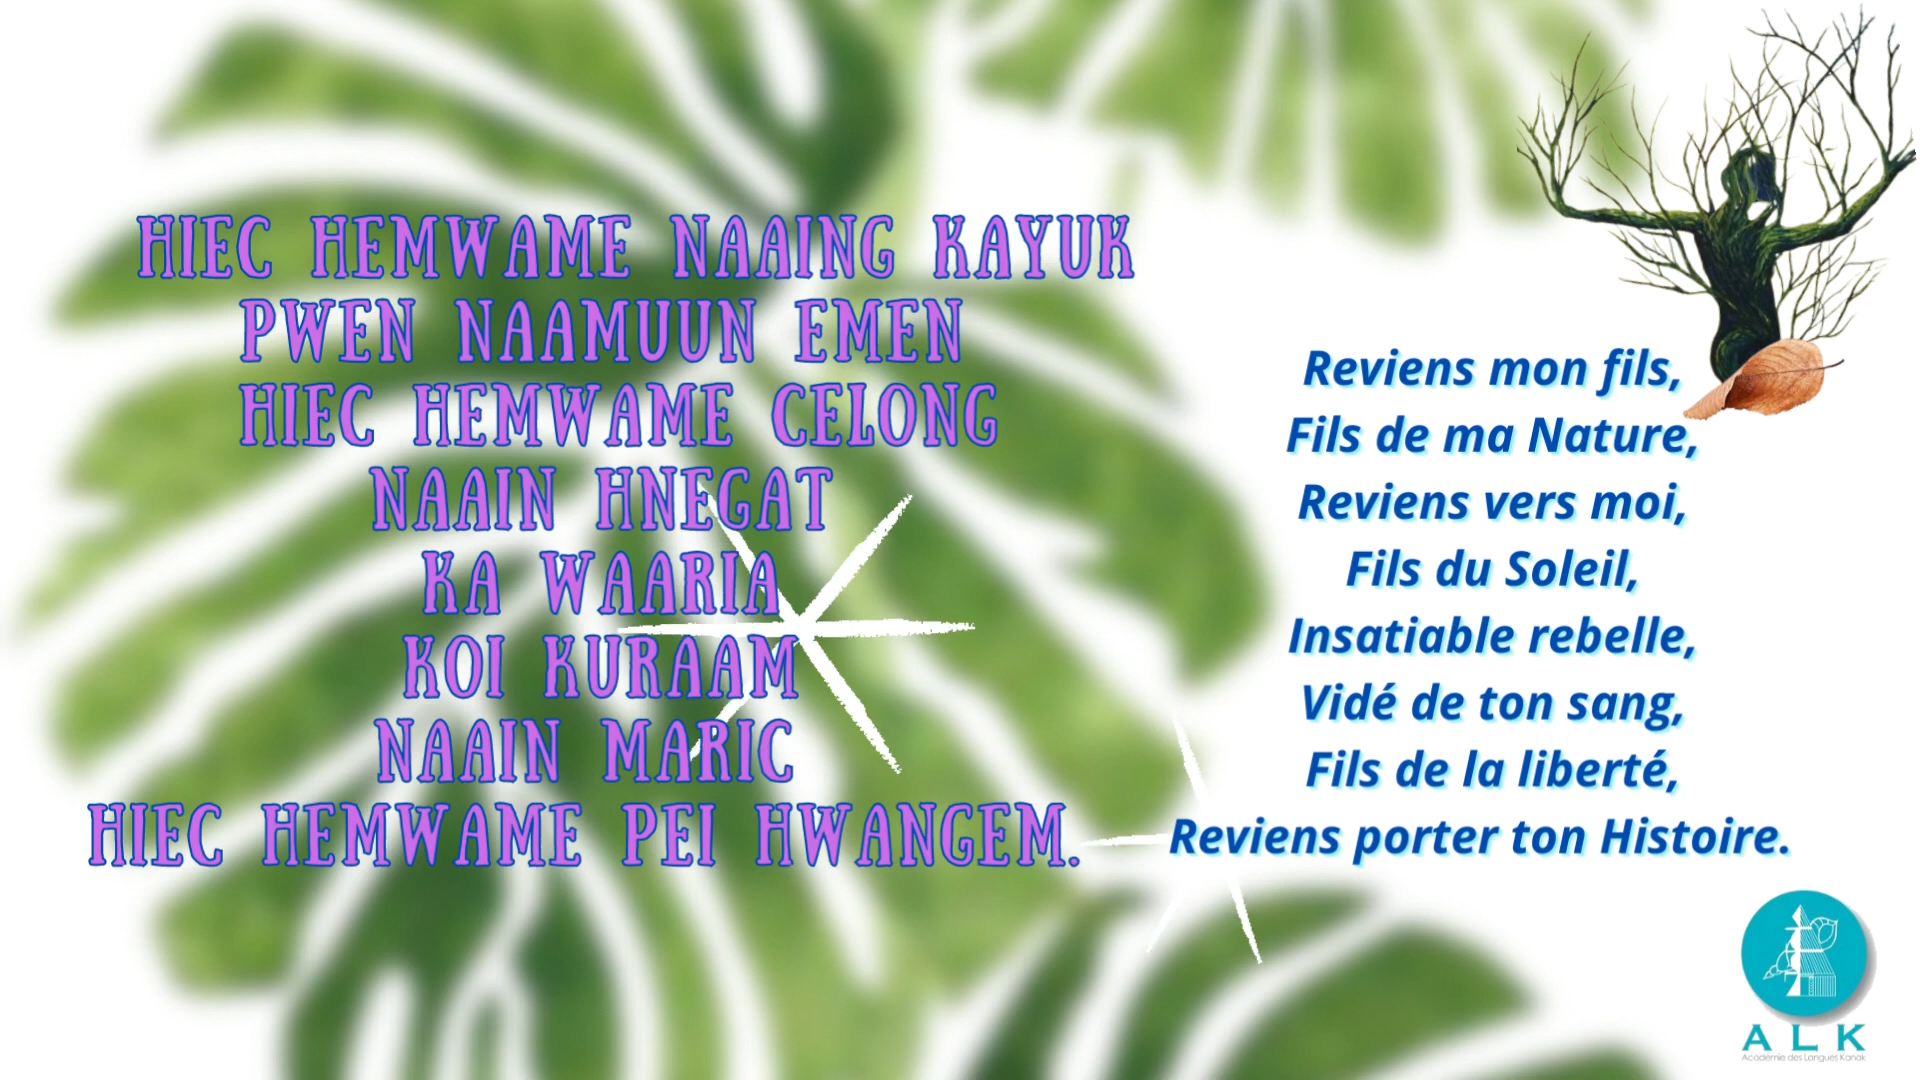 HIEC HEMWAME NAAING KAYUK
PWEN NAAMUUN EMEN
HIEC HEMWAME CELONG
NAAIN HNEGAT
KA WAARIA
KOI KURAAM
NAAIN MARIC
HIEC HEMWAME PEI HWANGEM.
Reviens mon fils,
Fils de ma Nature,
Reviens vers moi,
Fils du Soleil,
Insatiable rebelle,
Vidé de ton sang,
Fils de la liberté,
Reviens porter ton Histoire.
ALK
Académie des Langues Kanak